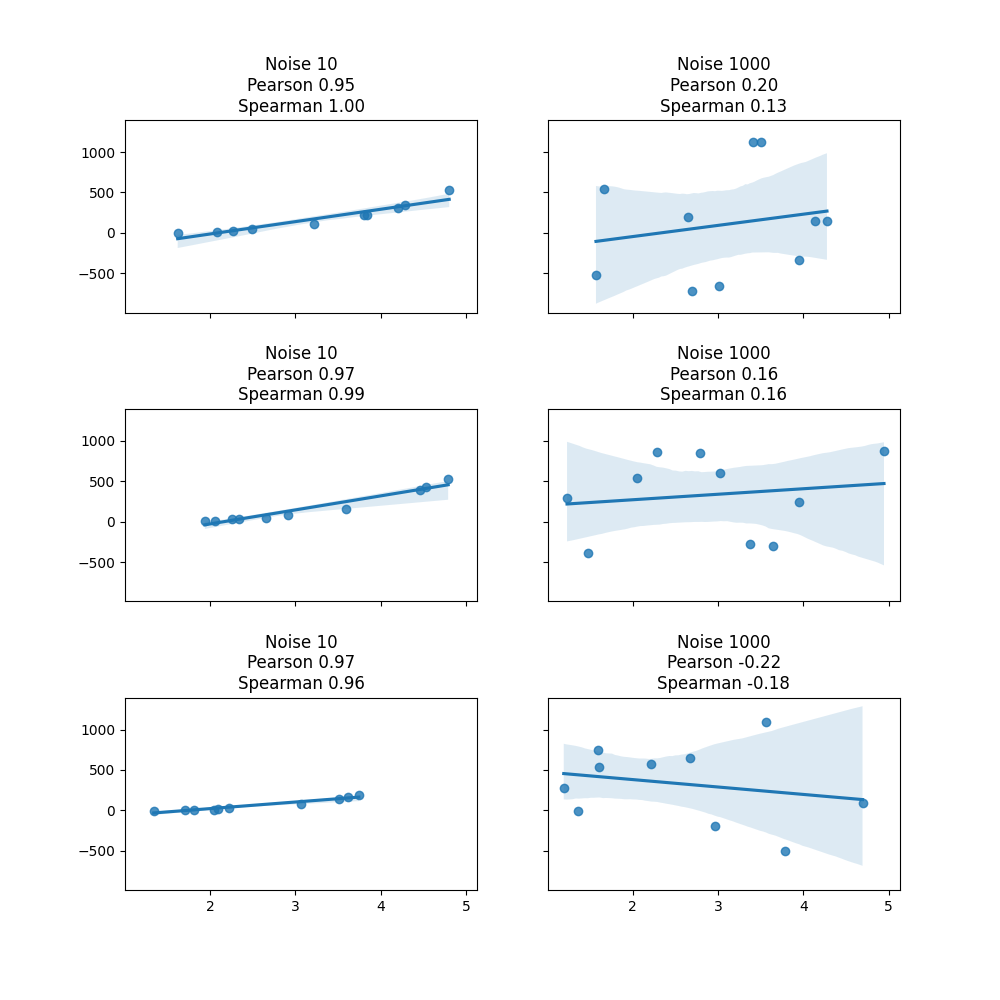 Noise 10
Pearson 0.95
Spearman 1.00
Noise 1000
Pearson 0.20
Spearman 0.13
1000
500
0
−500
Noise 10
Pearson 0.97
Spearman 0.99
Noise 1000
Pearson 0.16
Spearman 0.16
1000
500
0
−500
Noise 10
Pearson 0.97
Spearman 0.96
Noise 1000
Pearson -0.22
Spearman -0.18
1000
500
0
−500
2 3 4 5
2 3 4 5